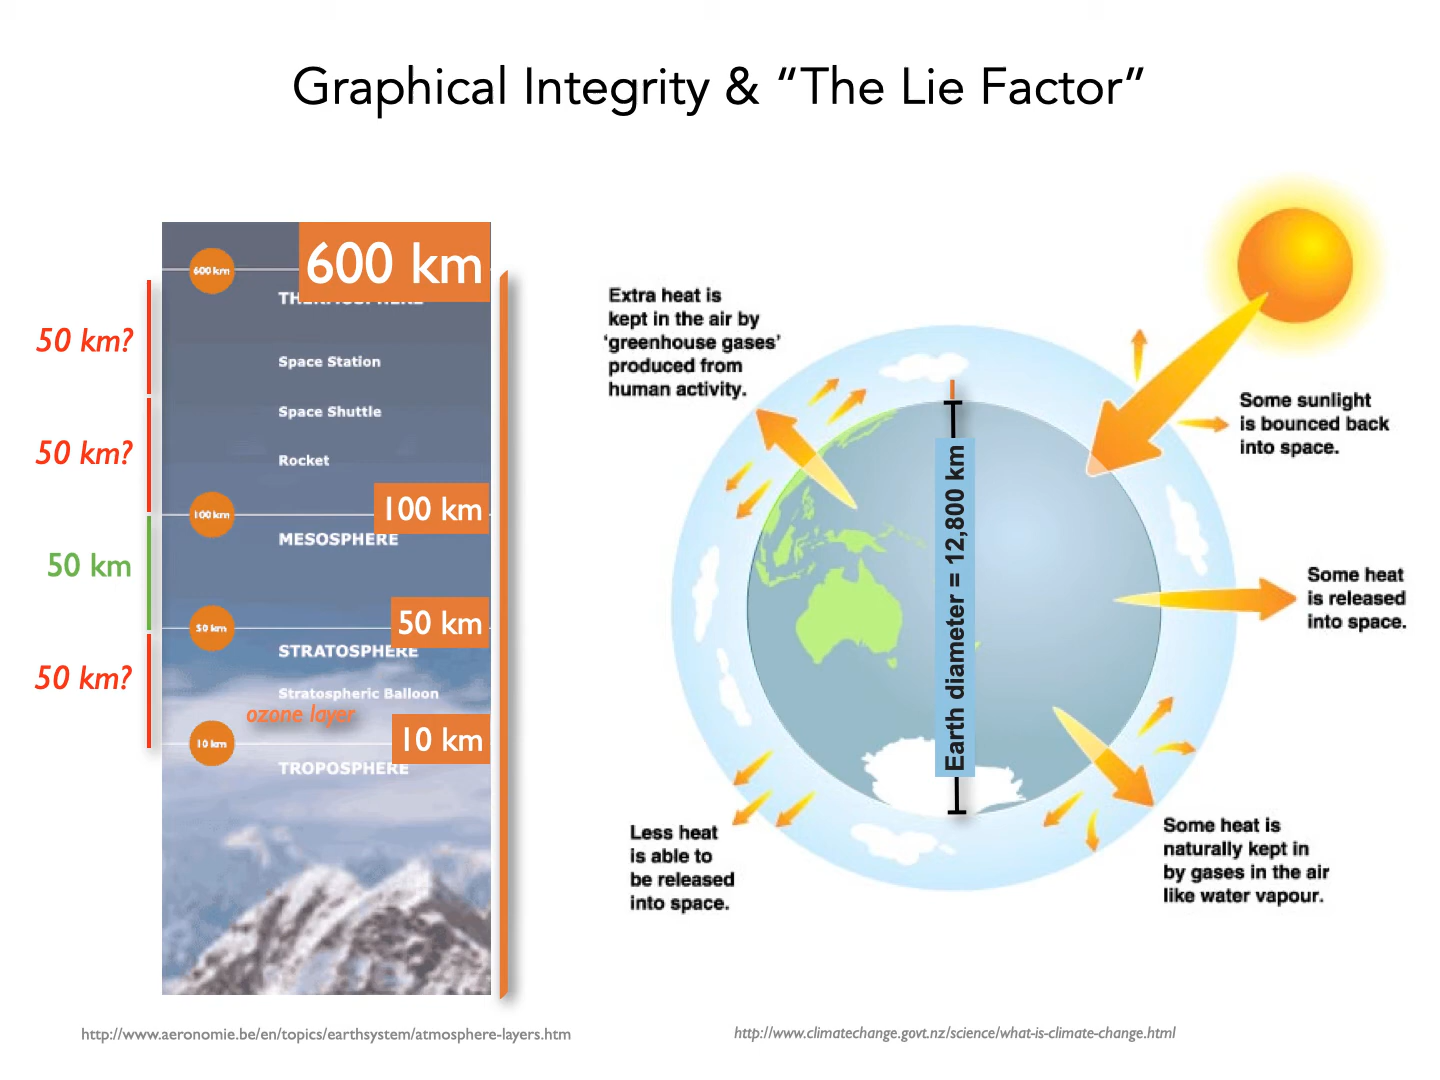 Graphical Integrity & “The Lie Factor”
600 km
600 km
THERMOSPHERE
50 km?
Space Station
Space Shuttle
50 km?
Rocket
100 km
100 km
MESOSPHERE
50 km
50 km
50 km
STRATOSPHERE
50 km?
Stratospheric Balloon
ozone layer
10 km
10 km
TROPOSPHERE
http://www.aeronomie.be/en/topics/earthsystem/atmosphere-layers.htm
Extra heat is
kept in the air by
‘greenhouse gases’
produced from
human activity.
Some sunlight
is bounced back
into space.
Earth diameter = 12,800 km
Some heat
is released
into space.
Less heat
is able to
be released
into space.
Some heat is
naturally kept in
by gases in the air
like water vapour.
http://www.climatechange.govt.nz/science/what-is-climate-change.html